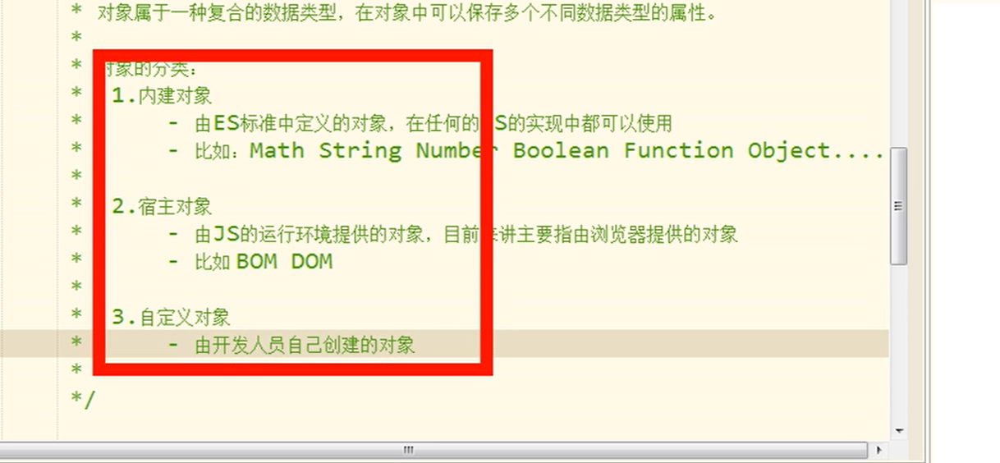 * 对象属于一种复合的数据类型，在对象中可以保存多个不同数据类型的属性。
*
* 对象的分类：
* 1.内建对象
* - 由ES标准中定义的对象，在任何的ES的实现中都可以使用
* - 比如：Math String Number Boolean Function Object....
*
* 2.宿主对象
* - 由JS的运行环境提供的对象，目前来讲主要指由浏览器提供的对象
* - 比如 BOM DOM
*
* 3.自定义对象
* - 由开发人员自己创建的对象
*
*/